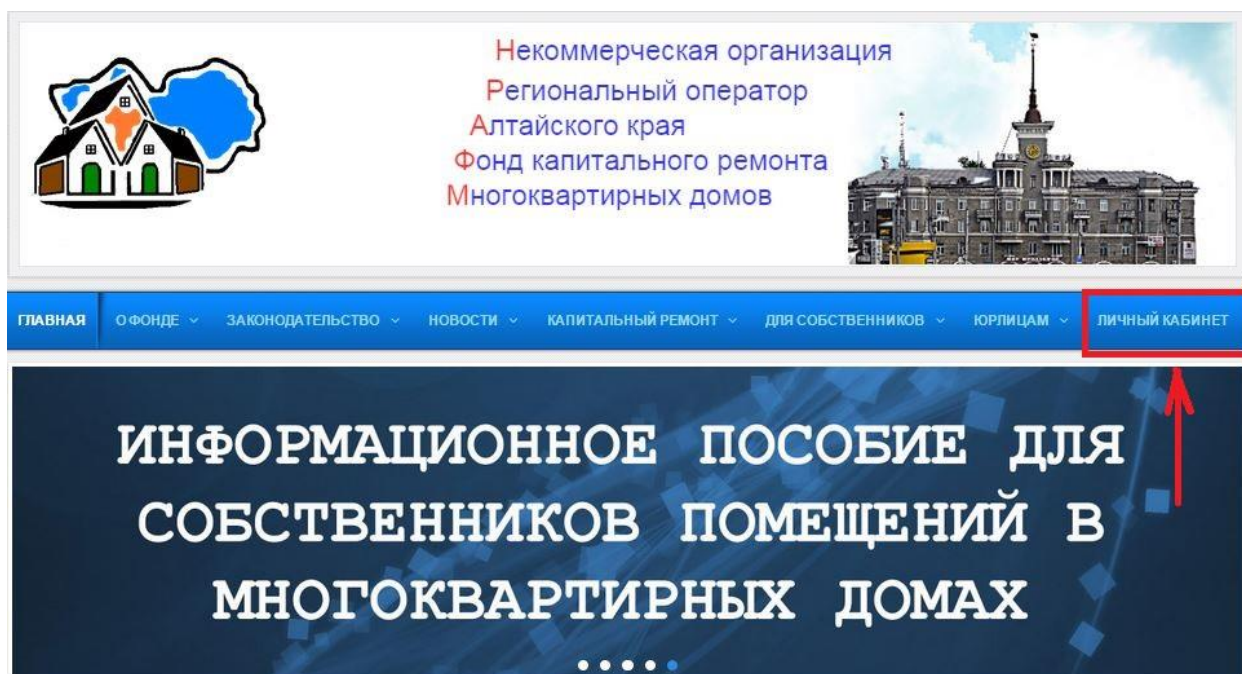 Некоммерческая организация
Региональный оператор
Алтайского края
Фонд капитального ремонта
Многоквартирных домов
ГЛАВНАЯ О ФОНДЕ ЗАКОНОДАТЕЛЬСТВО НОВОСТИ КАПИТАЛЬНЫЙ РЕМОНТ ДЛЯ СОБСТВЕННИКОВ ЮРЛИЦАМ ЛИЧНЫЙ КАБИНЕТ
ИНФОРМАЦИОННОЕ ПОСОБИЕ ДЛЯ
СОБСТВЕННИКОВ ПОМЕЩЕНИЙ В
МНОГОКВАРТИРНЫХ ДОМАХ